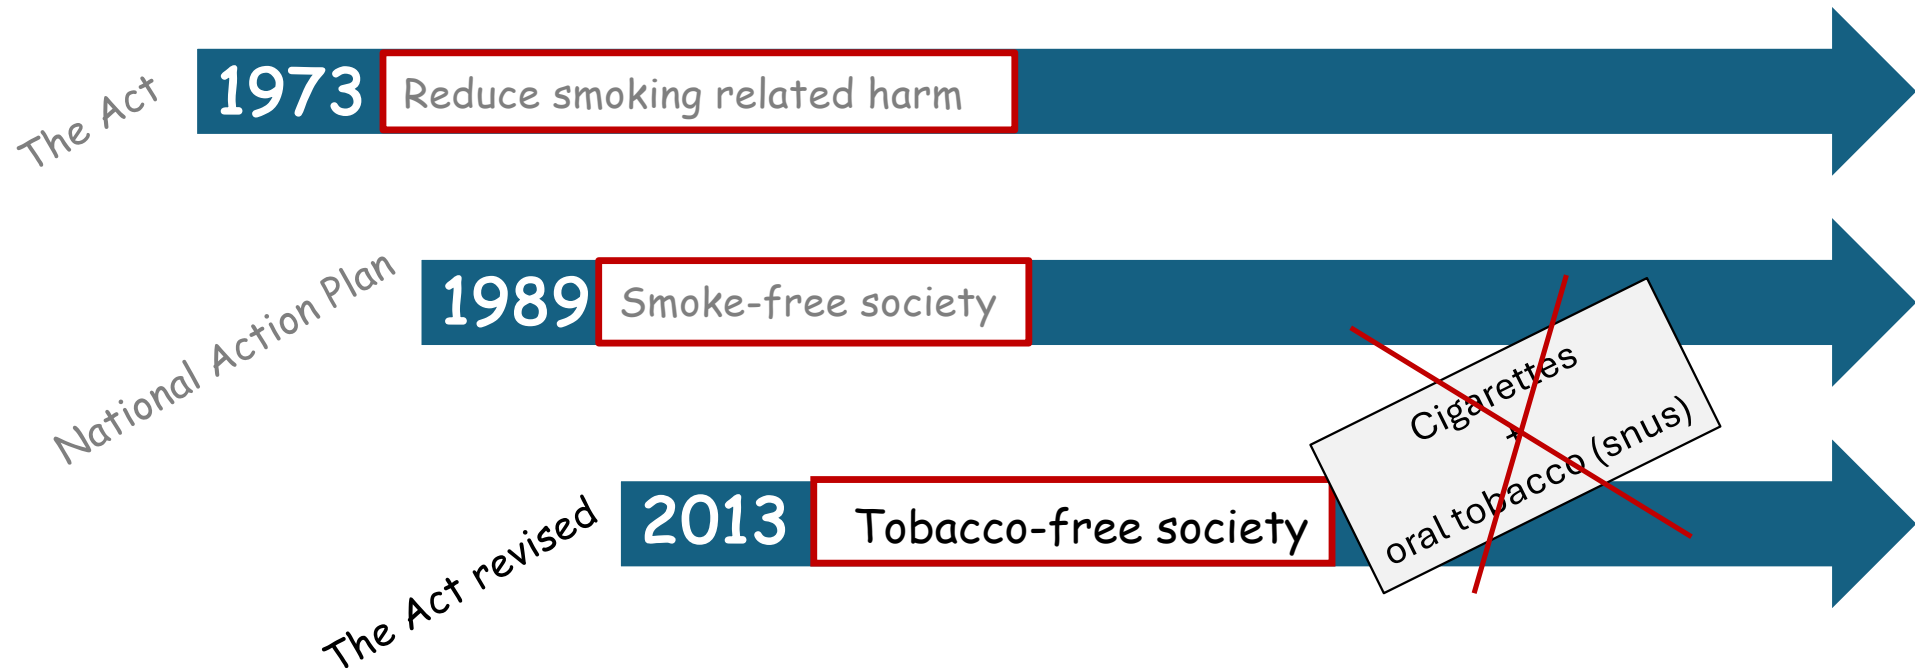 The Act
1973
Reduce smoking related harm
National Action Plan
1989
Smoke-free society
The Act revised
2013
Tobacco-free society
Cigarettes
+
oral tobacco (snus)